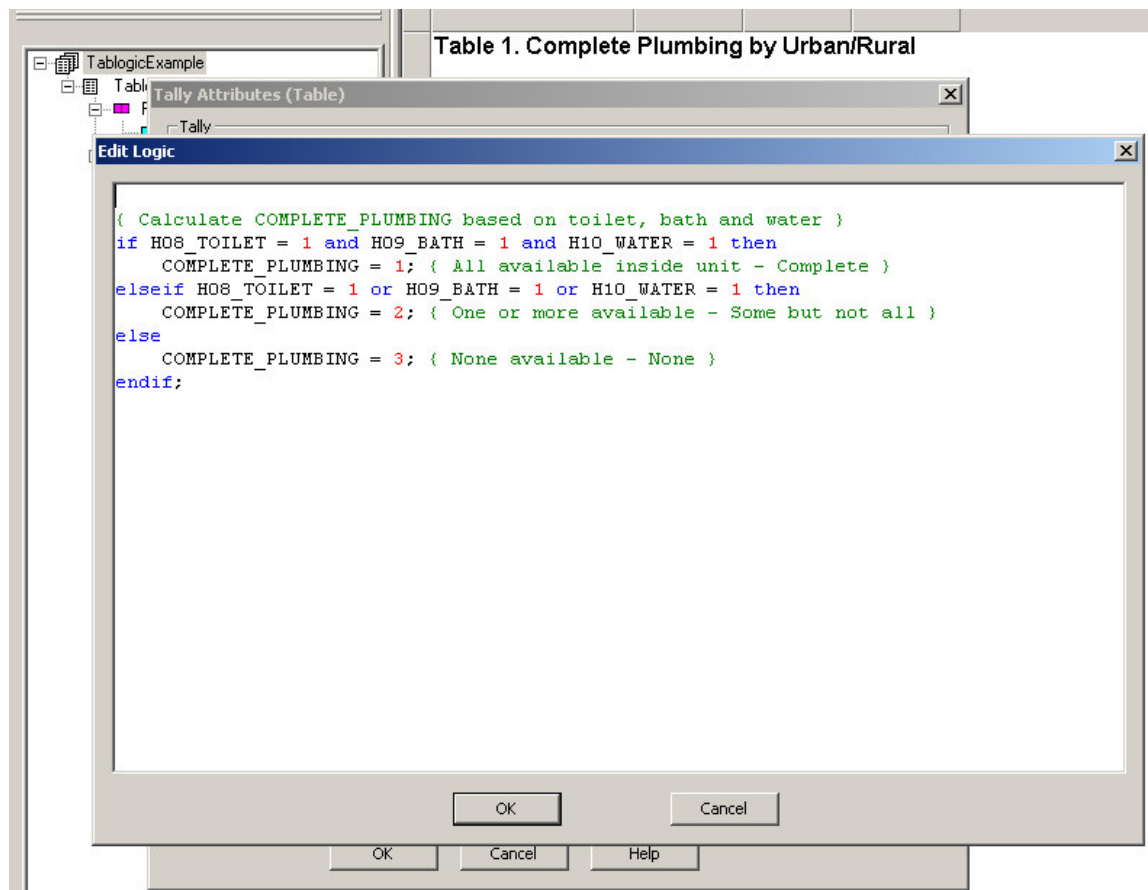 Table 1. Complete Plumbing by Urban/Rural
TablogicExample
Tally Attributes (Table)
Tally
Edit Logic
{ Calculate COMPLETE_PLUMBING based on toilet, bath and water }
if H08_TOILET = 1 and H09_BATH = 1 and H10_WATER = 1 then
COMPLETE_PLUMBING = 1; { All available inside unit - Complete }
elseif H08_TOILET = 1 or H09_BATH = 1 or H10_WATER = 1 then
COMPLETE_PLUMBING = 2; { One or more available - Some but not all }
else
COMPLETE_PLUMBING = 3; { None available - None }
endif;
OK Cancel
OK Cancel Help